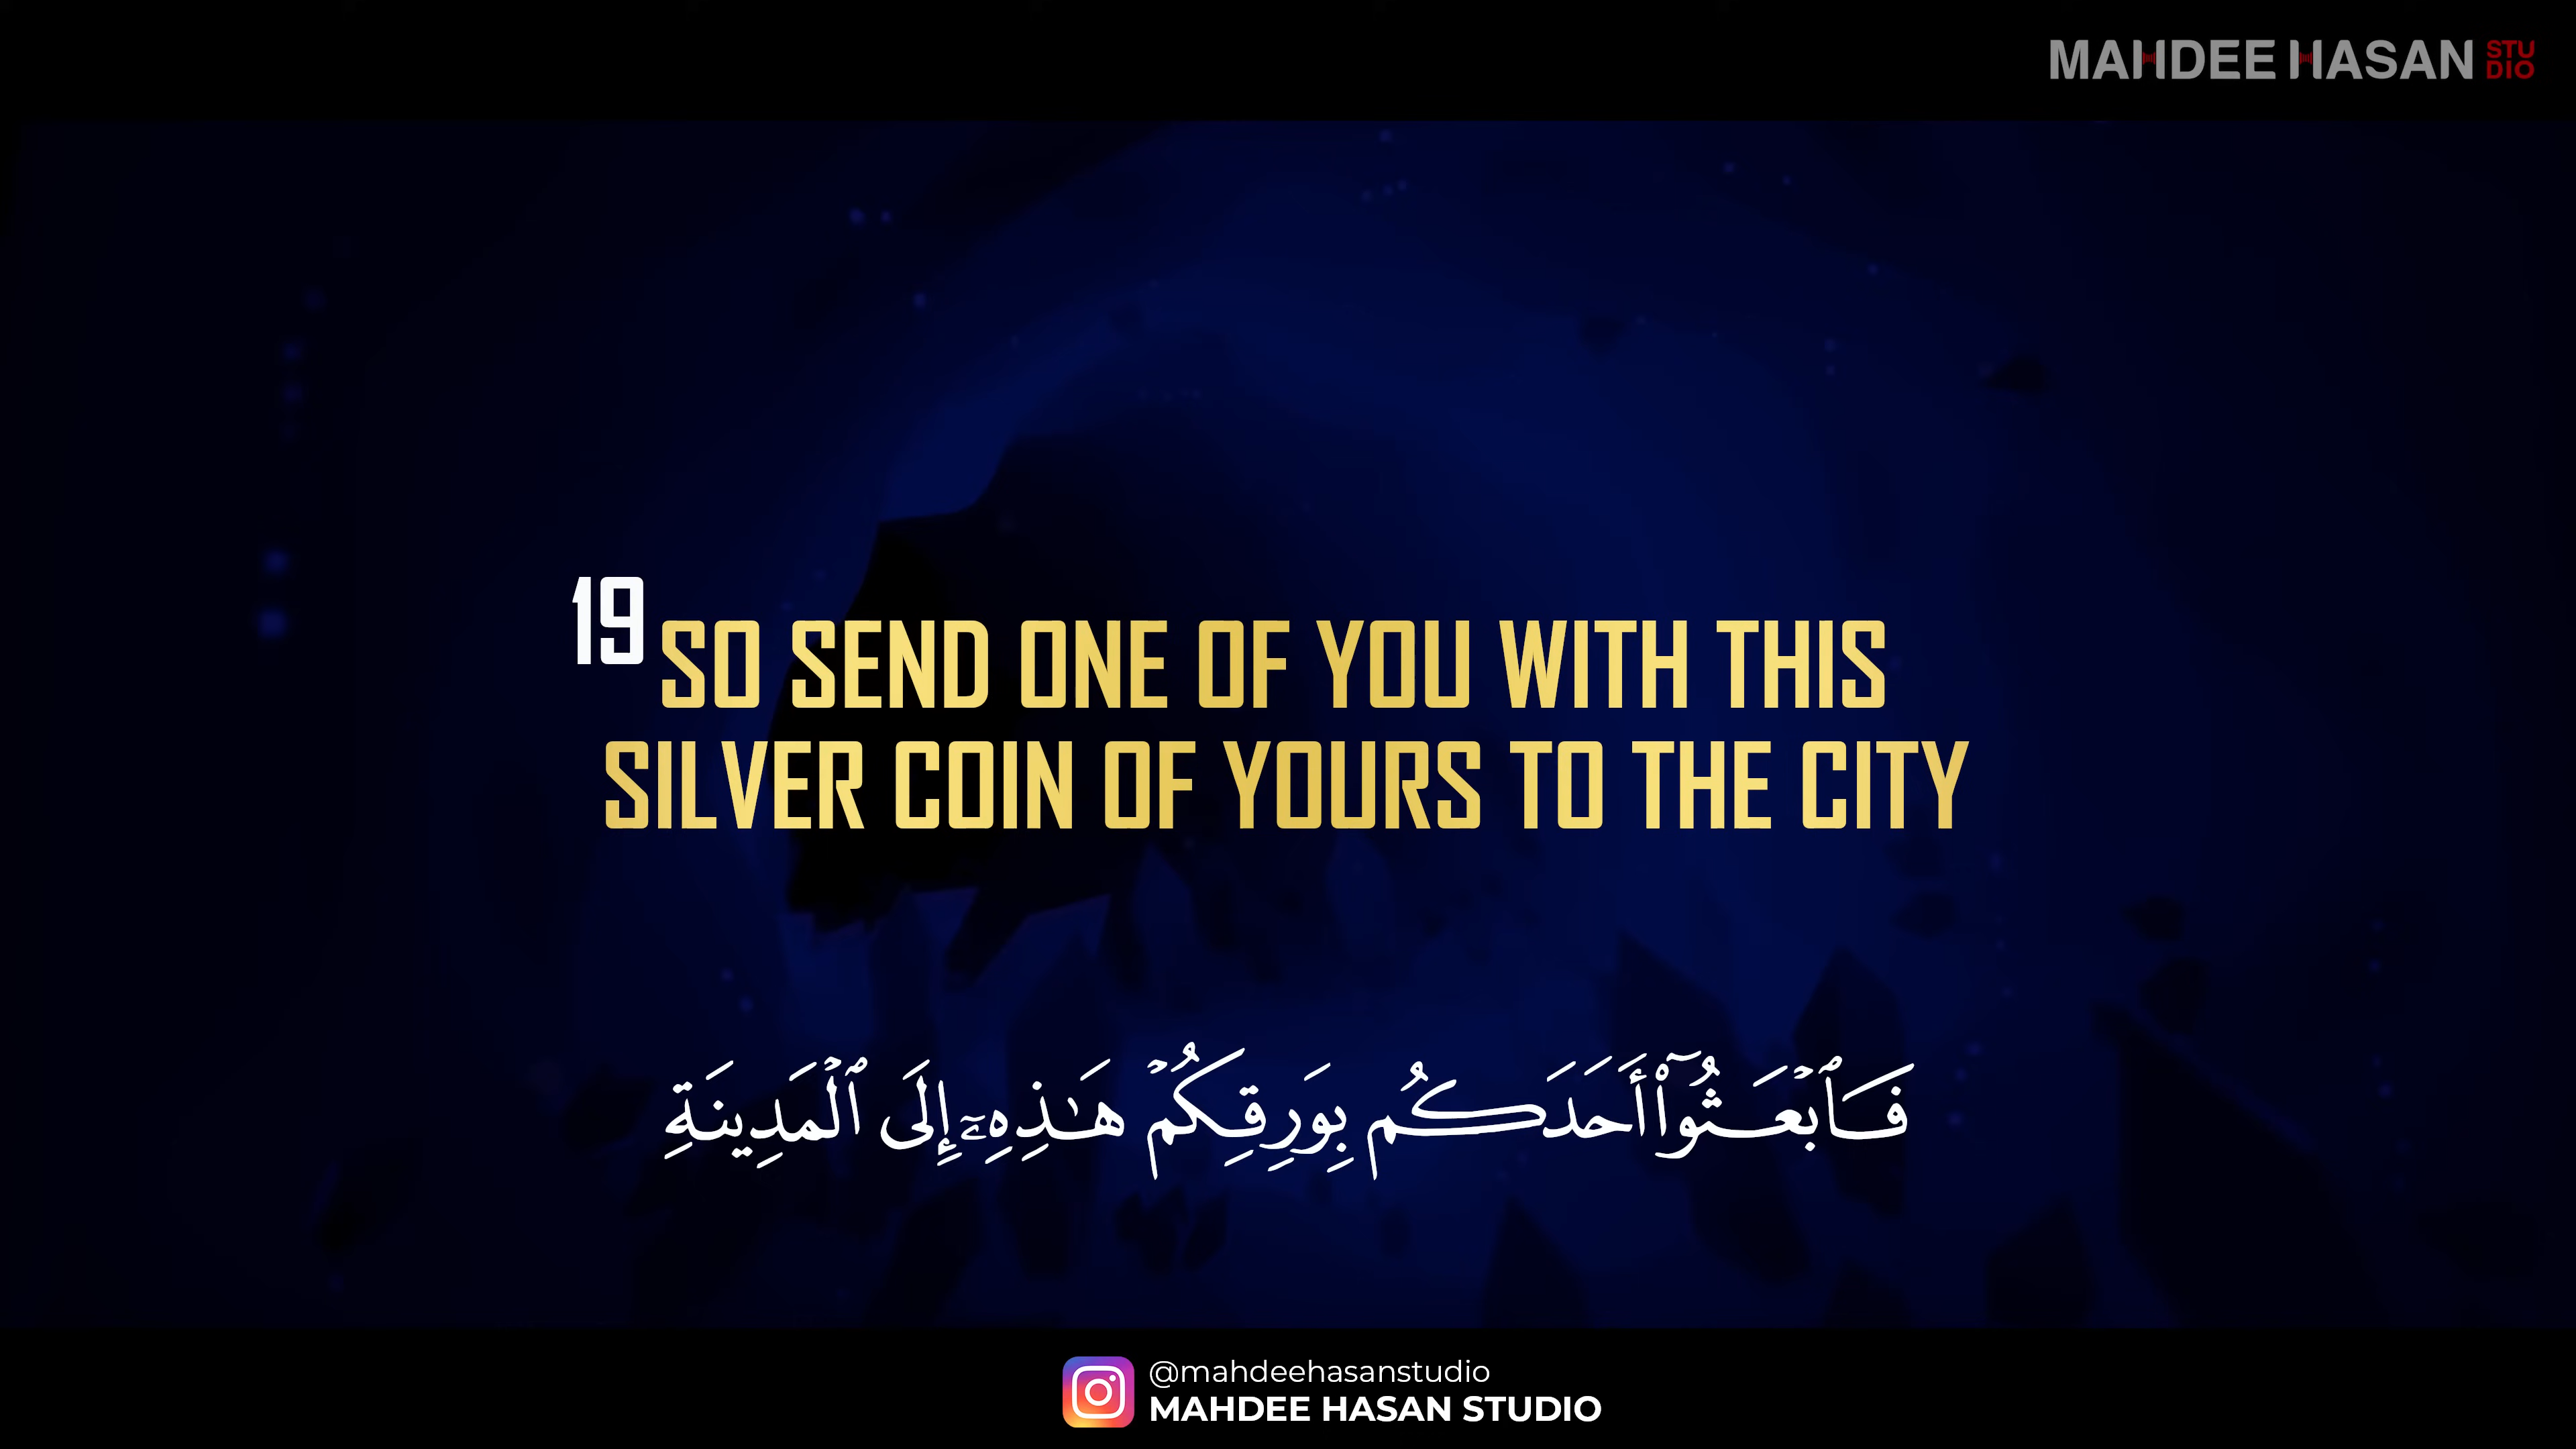 MAHDEE HASAN STUDIO
19 SO SEND ONE OF YOU WITH THIS
SILVER COIN OF YOURS TO THE CITY
فَٱبۡعَثُوٓاْ أَحَدَكُم بِوَرِقِكُمۡ هَٰذِهِۦٓ إِلَى ٱلۡمَدِينَةِ
@mahdeehasanstudio
MAHDEE HASAN STUDIO